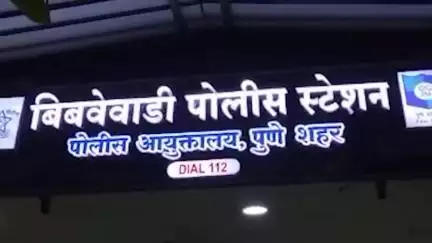 बिबवेवाडी पोलीस स्टेशन
पोलीस आयुक्तालय, पुणे शहर
DIAL 112